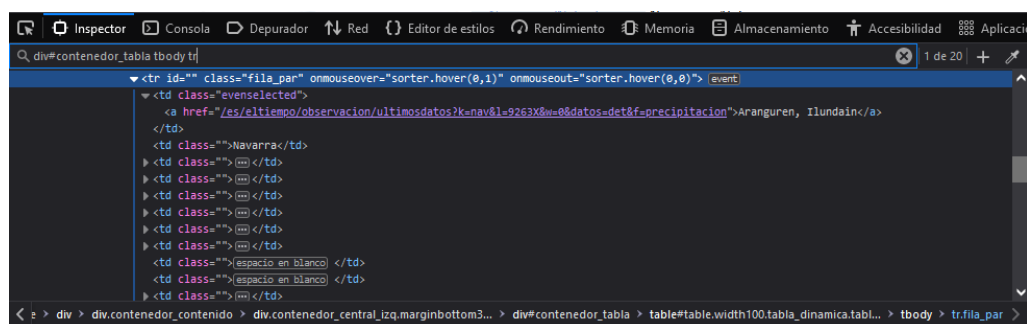 Inspector Consola Depurador Red Editor de estilos Rendimiento Memoria Almacenamiento Accesibilidad Aplicaci
div#contenedor_tabla tbody tr 1 de 20
<tr id="" class="fila_par" onmouseover="sorter.hover(0,1)" onmouseout="sorter.hover(0,0)"> event
<td class="evenselected">
<a href="/es/eltiempo/observacion/ultimosdatos?k=nav&l=9263X&w=0&datos=det&f=precipitacion">Aranguren, Ilundain</a>
</td>
<td class="">Navarra</td>
<td class="">...</td>
<td class="">...</td>
<td class="">...</td>
<td class="">...</td>
<td class="">...</td>
<td class="">...</td>
<td class="">espacio en blanco </td>
<td class="">espacio en blanco </td>
<td class="">...</td>
e > div > div.contenedor_contenido > div.contenedor_central_izq.marginbottom3... > div#contenedor_tabla > table#table.width100.tabla_dinamica.tabl... > tbody > tr.fila_par